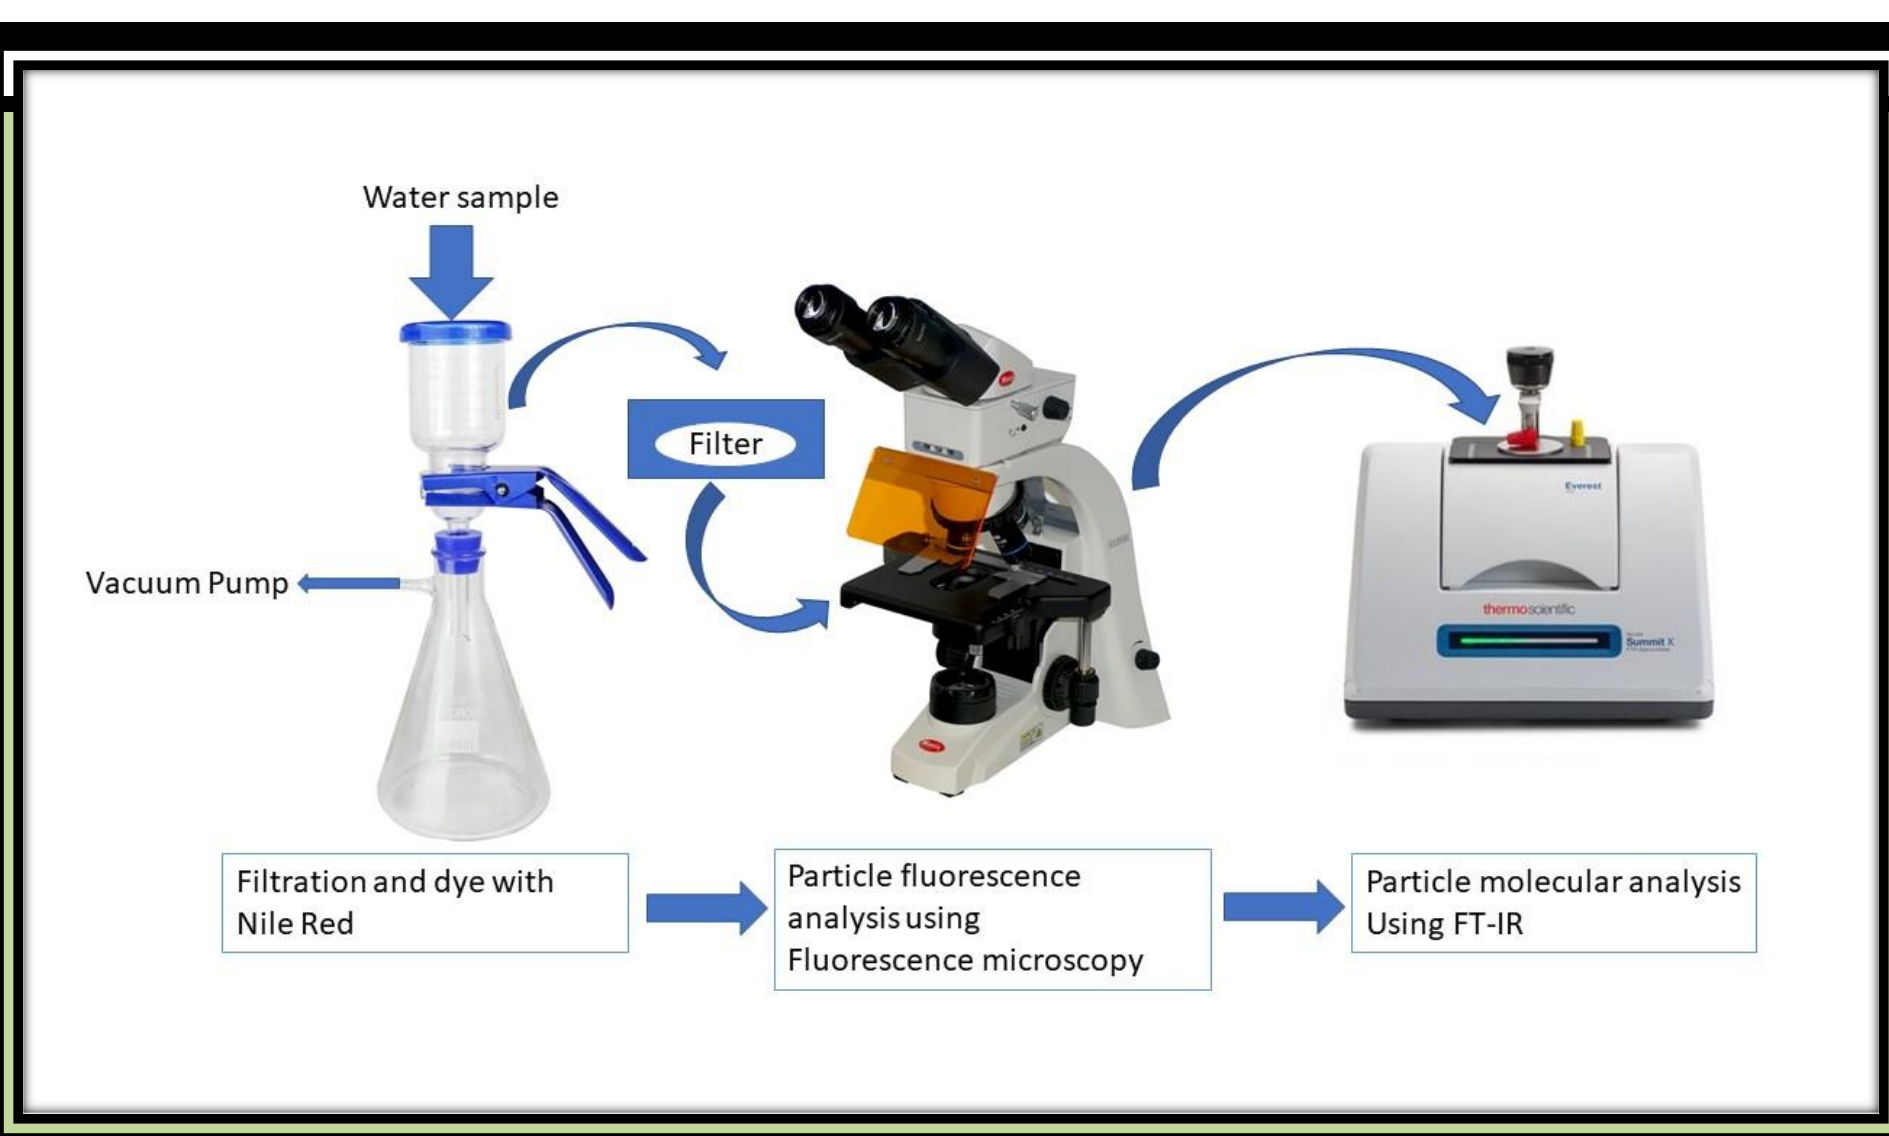 Water sample
Filter
Vacuum Pump
Everest
thermoscientific
Summit X
Filtration and dye with
Nile Red
Particle fluorescence
analysis using
Fluorescence microscopy
Particle molecular analysis
Using FT-IR